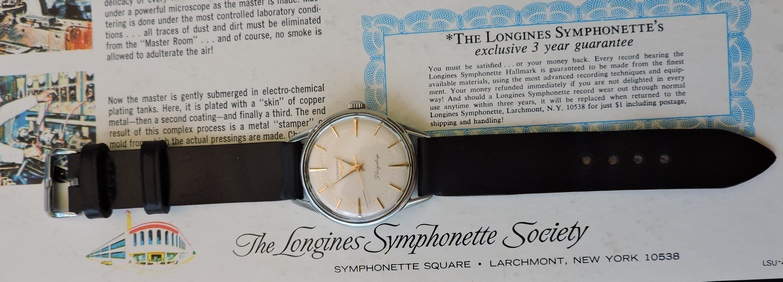 delicacy of
under a powerful microscope as the master is made. Mas-
tering is done under the most controlled laboratory condi-
tions . . . all traces of dust and dirt must be eliminated
from the "Master Room" . . . and of course, no smoke is
allowed to adulterate the air!
Now the master is gently submerged in electro-chemical
plating tanks. Here, it is plated with a "skin" of copper
metal—then a second coating—and finally a third. The end
result of this complex process is a metal "stamper"
mold from the actual pressings are made.
*THE LONGINES SYMPHONETTE'S
exclusive 3 year guarantee
You must be satisfied . . . or your money back. Every record bearing the
Longines Symphonette Hallmark is guaranteed to be made from the finest
available materials, using the most advanced recording techniques and equip-
ment. Your money refunded immediately if you are not delighted in every
way! And should a Longines Symphonette record wear out through normal
use anytime within three years, it will be replaced when returned to the
Longines Symphonette, Larchmont, N.Y. 10538 for just $1 including postage,
shipping and handling!
The Longines Symphonette Society
SYMPHONETTE SQUARE • LARCHMONT, NEW YORK 10538
LSU-